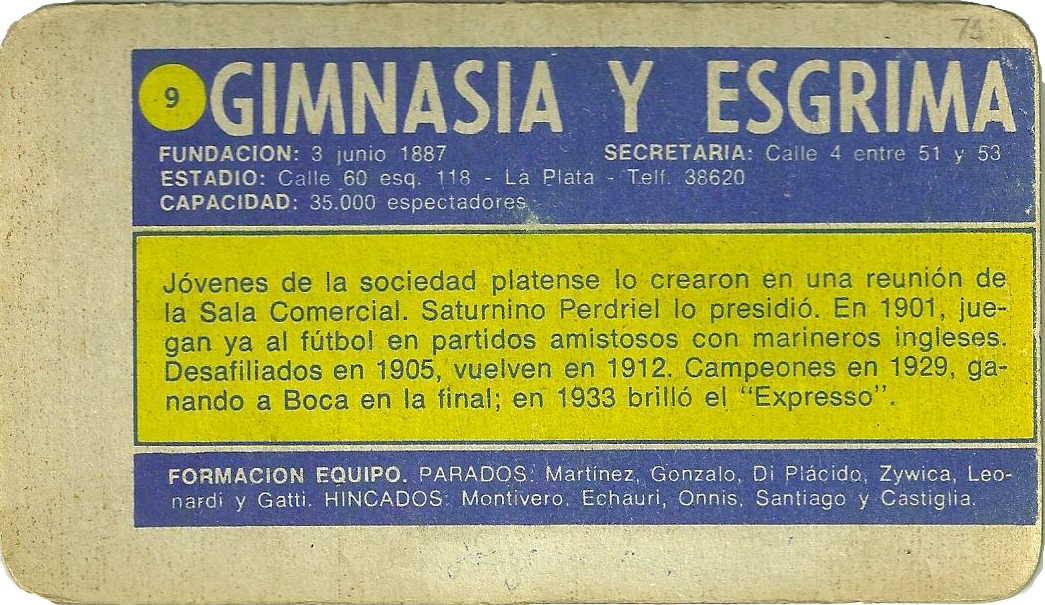 79
9 GIMNASIA Y ESGRIMA
FUNDACION: 3 junio 1887 SECRETARIA: Calle 4 entre 51 y 53
ESTADIO: Calle 60 esq. 118 - La Plata - Telf. 38620
CAPACIDAD: 35.000 espectadores
Jóvenes de la sociedad platense lo crearon en una reunión de
la Sala Comercial. Saturnino Perdriel lo presidió. En 1901, jue-
gan ya al fútbol en partidos amistosos con marineros ingleses.
Desafiliados en 1905, vuelven en 1912. Campeones en 1929, ga-
nando a Boca en la final; en 1933 brilló el "Expresso".
FORMACION EQUIPO. PARADOS: Martínez, Gonzalo, Di Plácido, Zywica, Leo-
nardi y Gatti. HINCADOS: Montivero, Echauri, Onnis, Santiago y Castiglia.